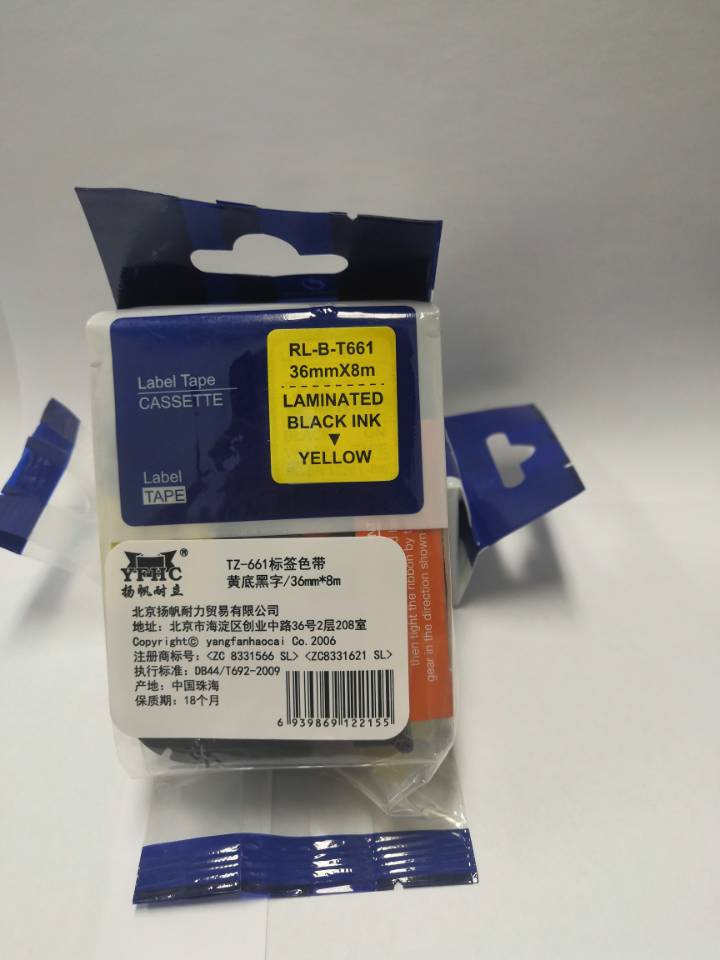 RL-B-T661
36mmX8m
LAMINATED
BLACK INK
▼
YELLOW
Label Tape
CASSETTE
Label
TAPE
YFHC®
扬帆耐立
TZ-661标签色带
黄底黑字/36mm*8m
北京扬帆耐力贸易有限公司
地址：北京市海淀区创业中路36号2层208室
Copyright© yangfanhaocai Co.2006
注册商标号：<ZC 8331566 SL> <ZC8331621 SL>
执行标准：DB44/T692-2009
产地：中国珠海
保质期：18个月
6 939869 122155
then tight the ribbon by
gear in the direction shown